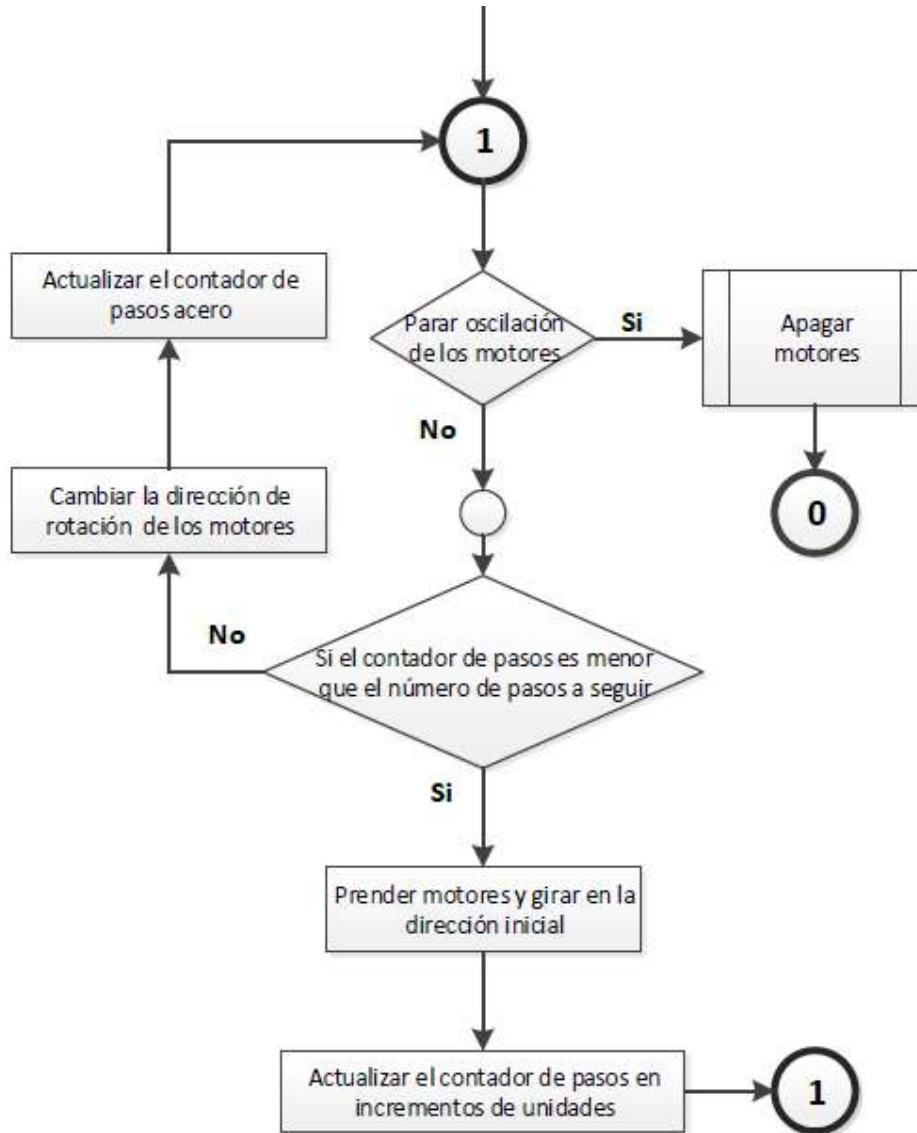 1
Actualizar el contador de
pasos acero
Parar oscilación
de los motores
Si
Apagar
motores
No
Cambiar la dirección de
rotación de los motores
0
No
Si el contador de pasos es menor
que el número de pasos a seguir
Si
Prender motores y girar en la
dirección inicial
Actualizar el contador de pasos en
incrementos de unidades
1